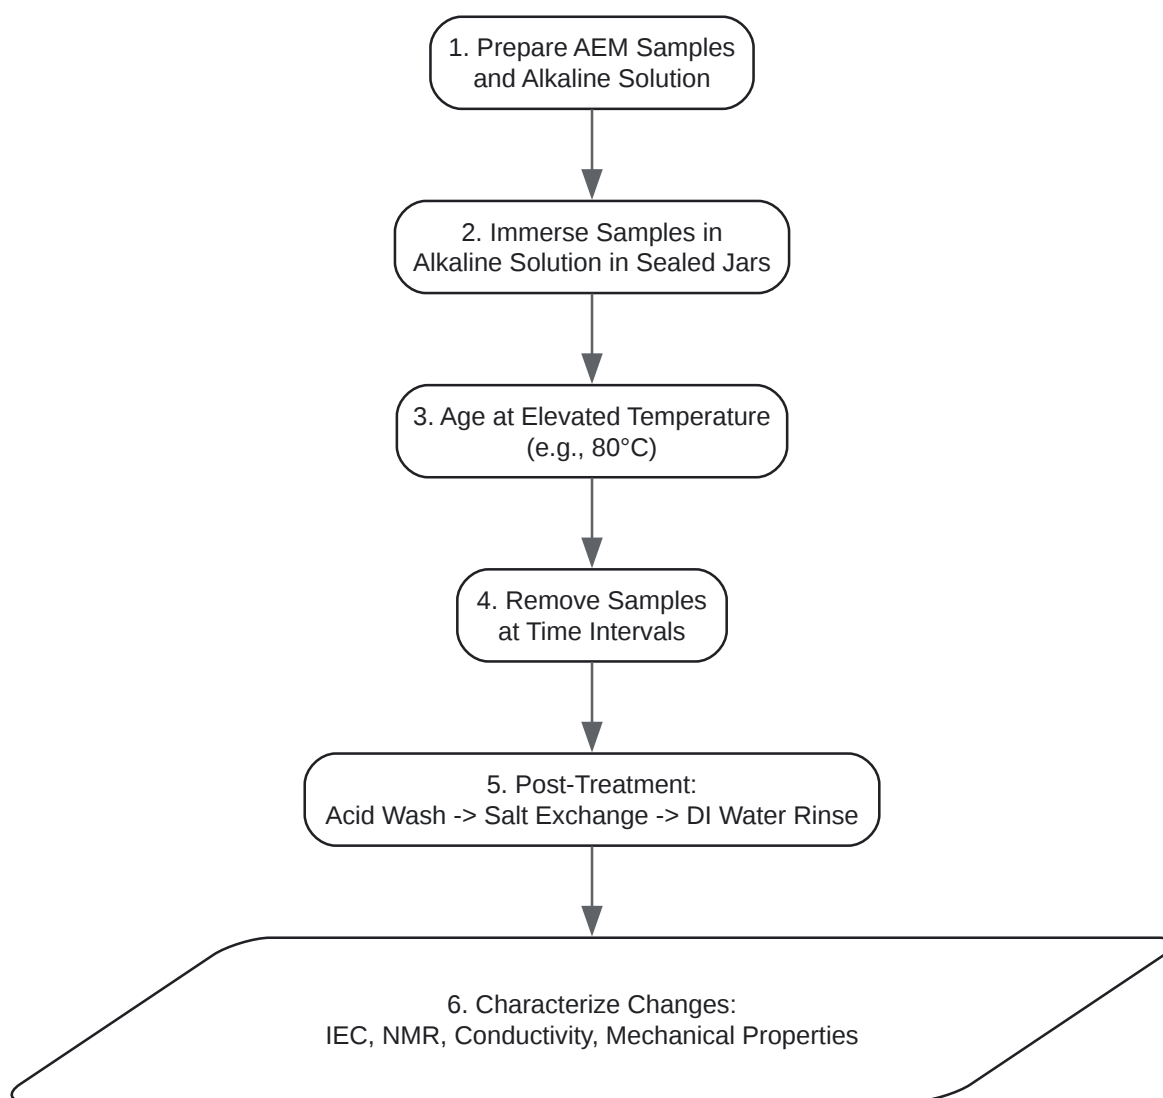 1. Prepare AEM Samples
and Alkaline Solution
2. Immerse Samples in
Alkaline Solution in Sealed Jars
3. Age at Elevated Temperature
(e.g., 80°C)
4. Remove Samples
at Time Intervals
5. Post-Treatment:
Acid Wash -> Salt Exchange -> DI Water Rinse
6. Characterize Changes:
IEC, NMR, Conductivity, Mechanical Properties